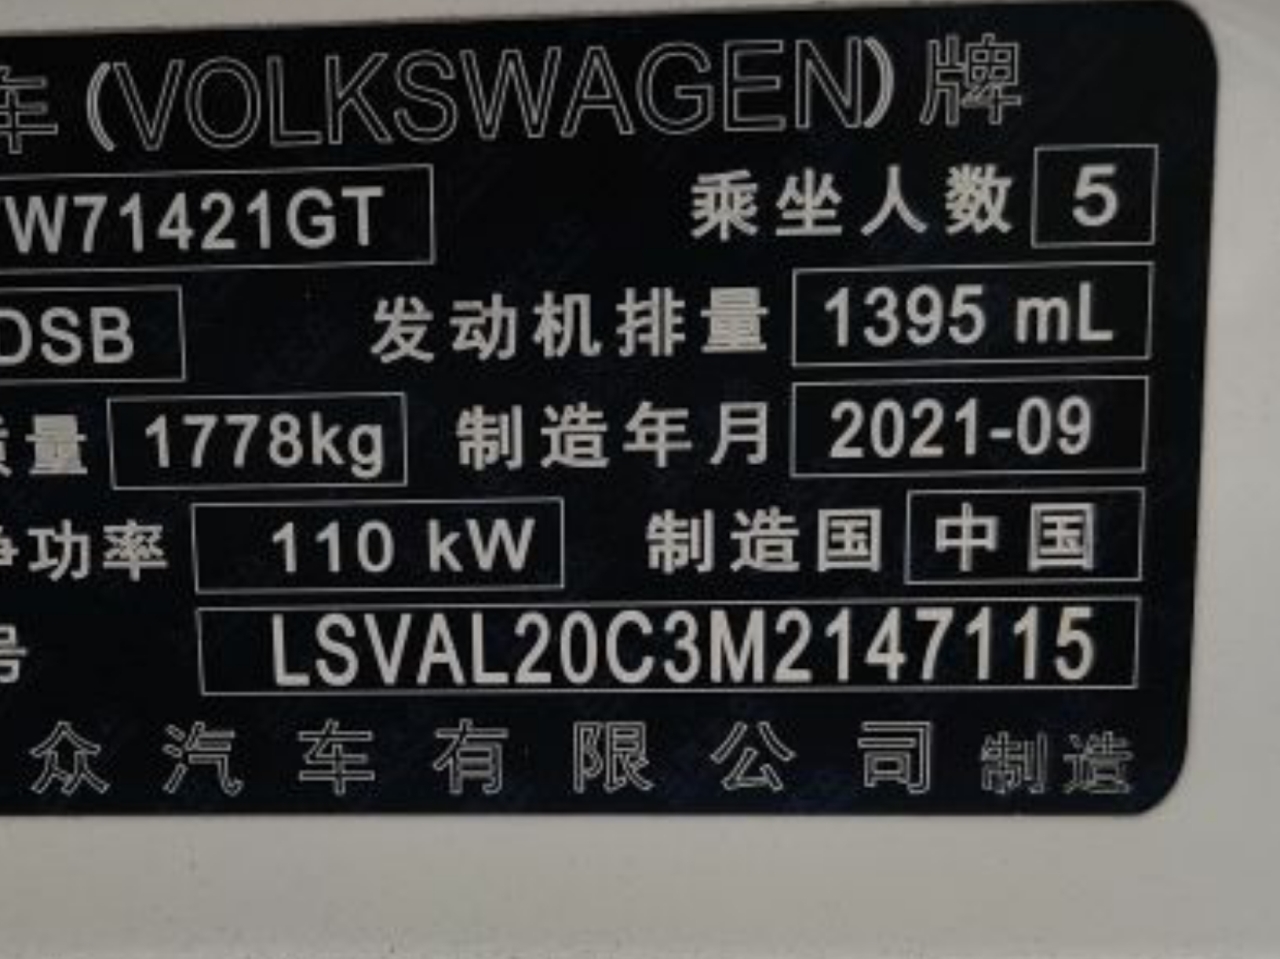 车(VOLKSWAGEN)牌
W71421GT 乘坐人数 5
DSB 发动机排量 1395 mL
质量 1778kg 制造年月 2021-09
净功率 110 kW 制造国 中国
号 LSVAL20C3M2147115
众汽车有限公司 制造